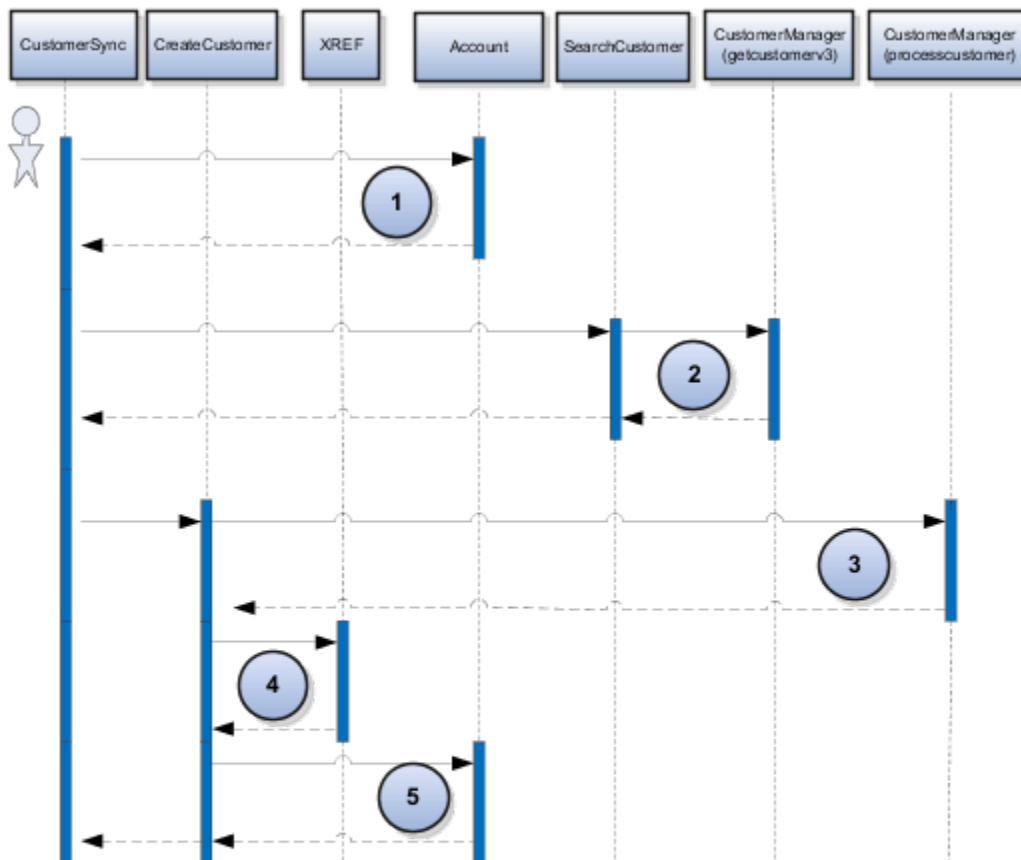 CustomerSync
CreateCustomer
XREF
Account
SearchCustomer
CustomerManager
(getcustomerv3)
CustomerManager
(processcustomer)
1
2
3
4
5